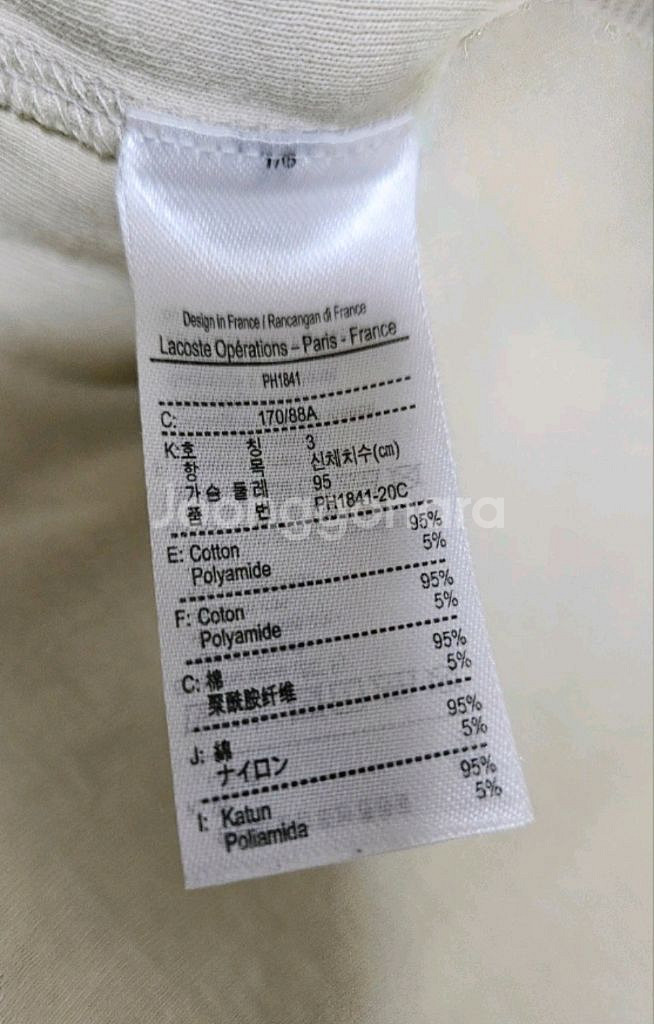 Design in France / Rancangan di France
Lacoste Opérations – Paris - France
PH1841
C: 170/88A
K:호 칭 3
항 목 신체치수(cm)
가슴 둘레 95
품 번 PH1841-20C
E: Cotton 95%
Polyamide 5%
F: Coton 95%
Polyamide 5%
C: 棉 95%
聚酰胺纤维 5%
J: 綿 95%
ナイロン 5%
I: Katun 95%
Poliamida 5%
Joonggonara